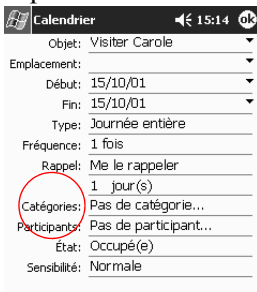 Calendrier 15:14 ok
Objet: Visiter Carole
Emplacement:
Début: 15/10/01
Fin: 15/10/01
Type: Journée entière
Fréquence: 1 fois
Rappel: Me le rappeler
1 jour(s)
Catégories: Pas de catégorie...
Participants: Pas de participant...
État: Occupé(e)
Sensibilité: Normale